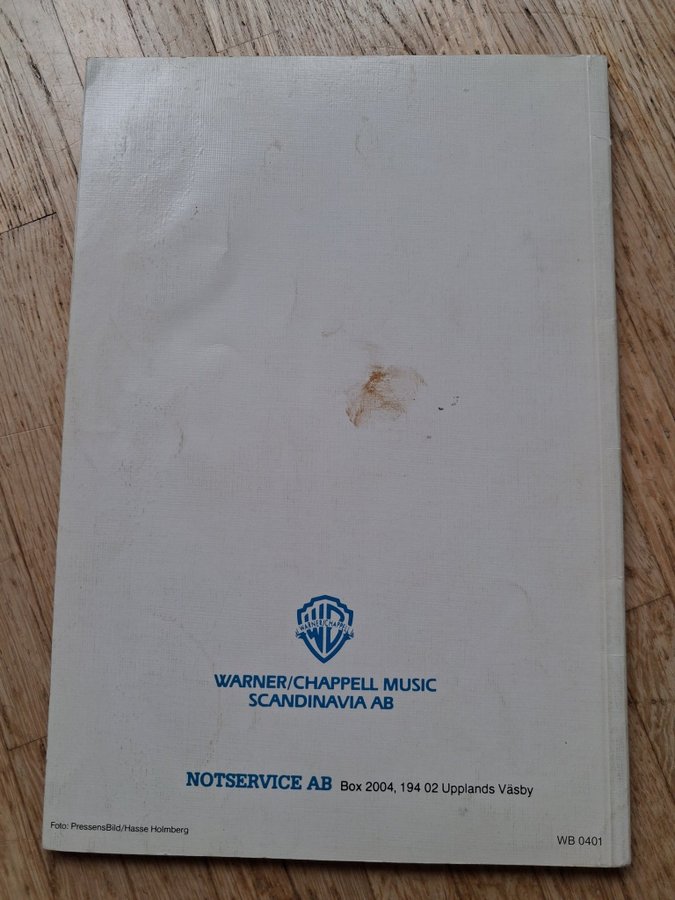 WARNER/CHAPPELL
WARNER/CHAPPELL MUSIC
SCANDINAVIA AB
NOTSERVICE AB Box 2004, 194 02 Upplands Väsby
Foto: PressensBild/Hasse Holmberg
WB 0401